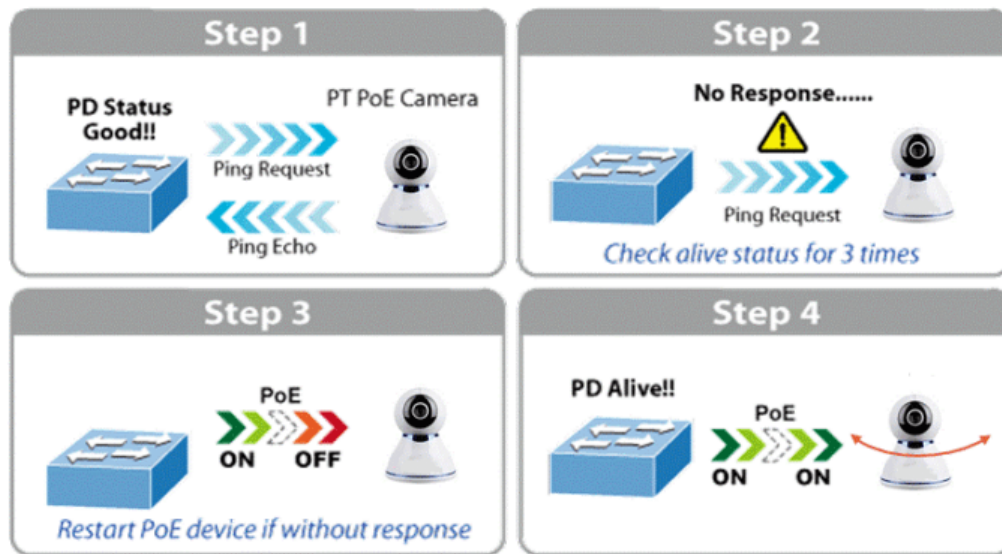 Step 1
PD Status
Good!!
PT PoE Camera
Ping Request
Ping Echo
Step 2
No Response......
Ping Request
Check alive status for 3 times
Step 3
PoE
ON OFF
Restart PoE device if without response
Step 4
PD Alive!!
PoE
ON ON